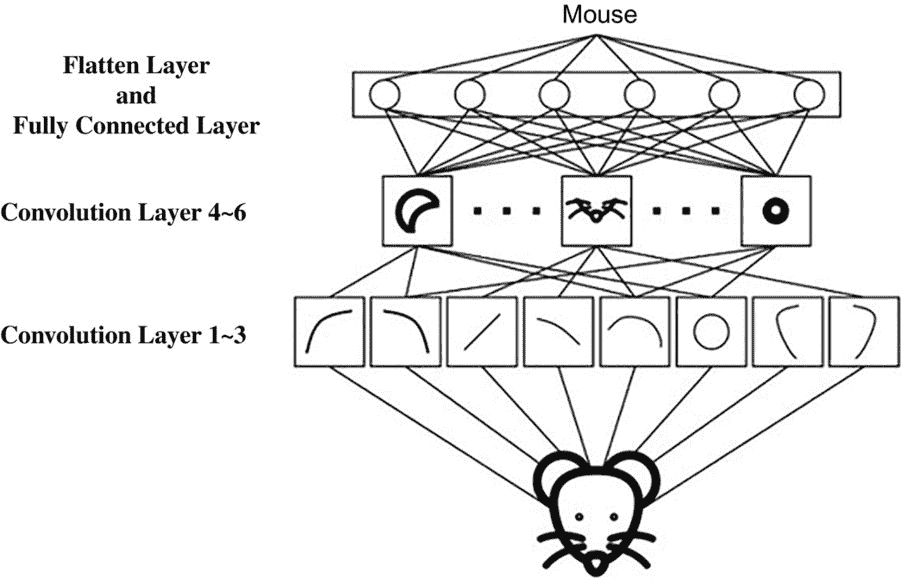 Mouse
Flatten Layer
and
Fully Connected Layer
Convolution Layer 4~6
Convolution Layer 1~3